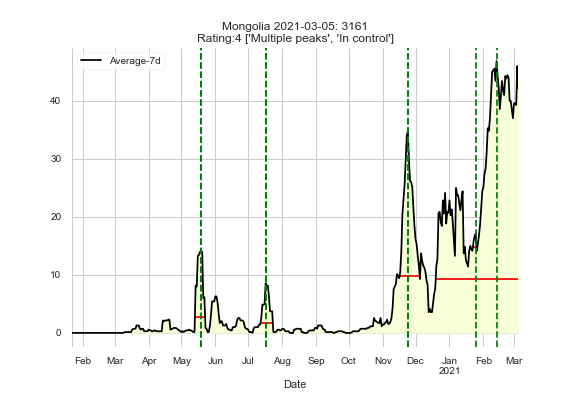 Mongolia 2021-03-05: 3161
Rating:4 ['Multiple peaks', 'In control']
Average-7d
40
30
20
10
0
Feb Mar Apr May Jun Jul Aug Sep Oct Nov Dec Jan Feb Mar
2021
Date